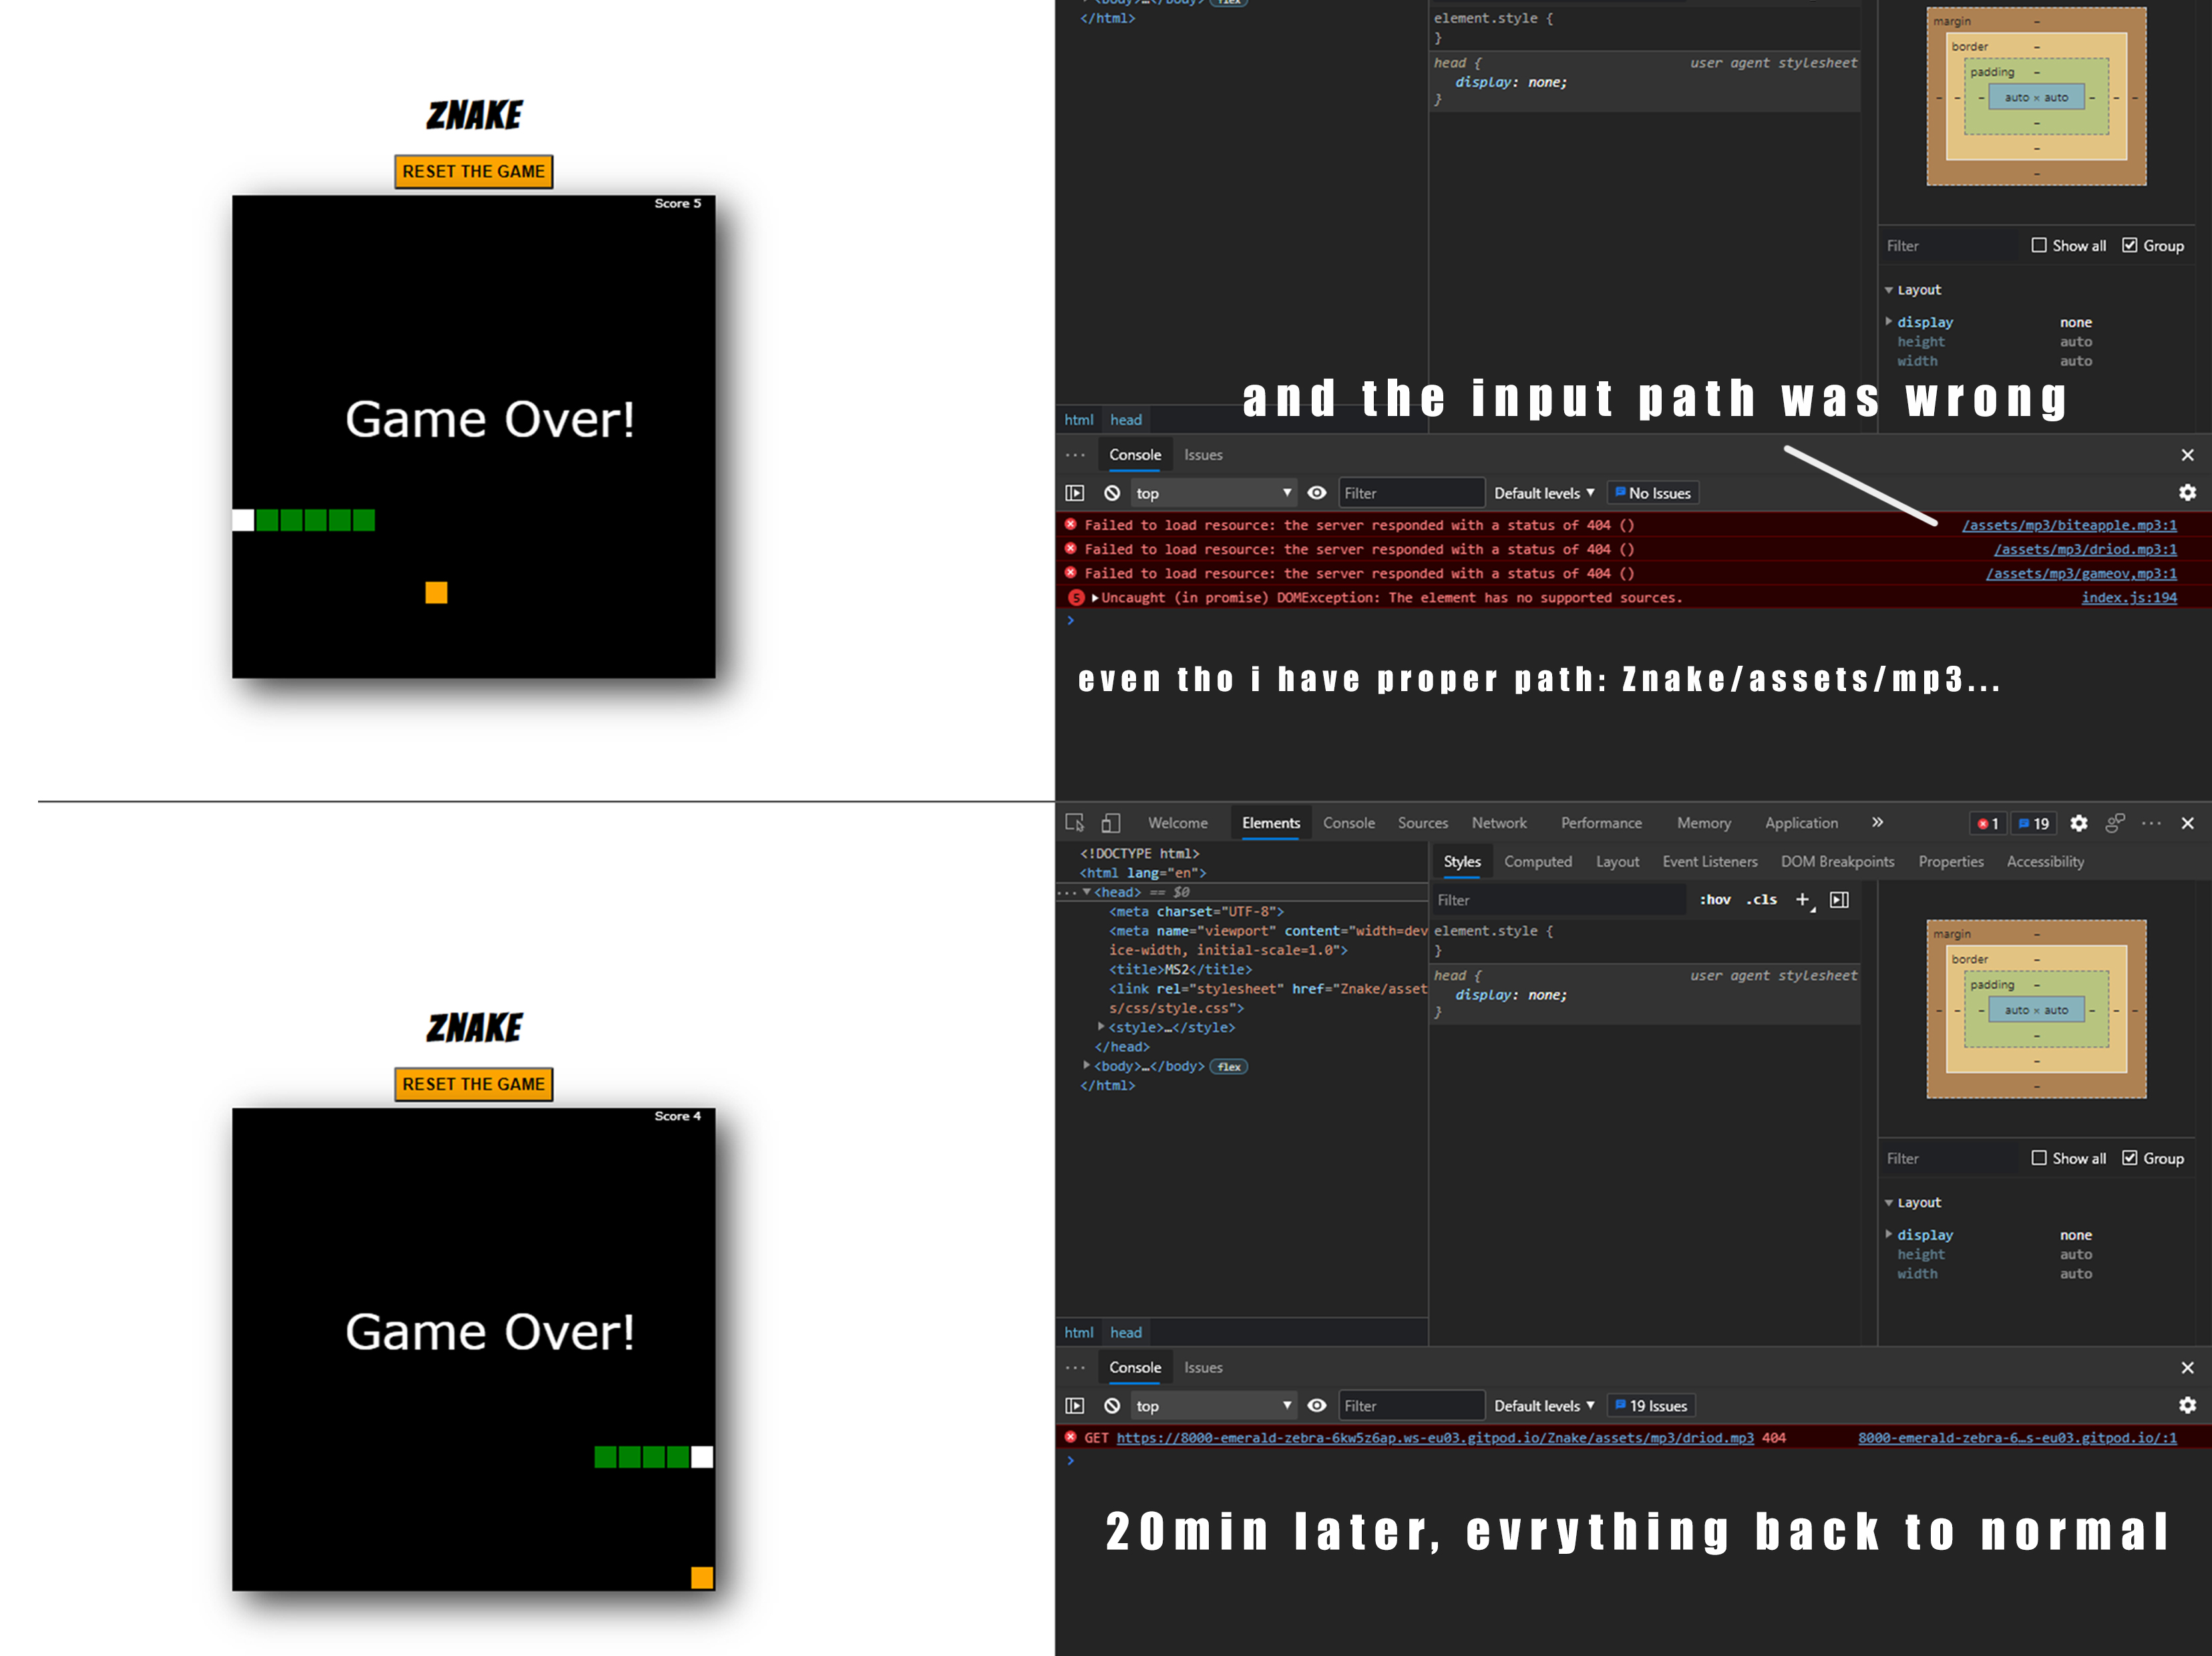 <body>…</body> flex
</html>
element.style {
}
head { user agent stylesheet
display: none;
}
margin -
border -
padding -
- - - auto × auto - - -
-
-
-
ZNAKE
RESET THE GAME
Score 5
Game Over!
Filter Show all Group
Layout
display none
height auto
width auto
and the input path was wrong
html head
... Console Issues
top Filter Default levels No Issues
Failed to load resource: the server responded with a status of 404 () /assets/mp3/biteapple.mp3:1
Failed to load resource: the server responded with a status of 404 () /assets/mp3/driod.mp3:1
Failed to load resource: the server responded with a status of 404 () /assets/mp3/gameov,mp3:1
5 Uncaught (in promise) DOMException: The element has no supported sources. index.js:194
>
even tho i have proper path: Znake/assets/mp3...
Welcome Elements Console Sources Network Performance Memory Application » 1 19 ...
<!DOCTYPE html>
<html lang="en">
... <head> == $0
<meta charset="UTF-8">
<meta name="viewport" content="width=dev
ice-width, initial-scale=1.0">
<title>MS2</title>
<link rel="stylesheet" href="Znake/asset
s/css/style.css">
<style>…</style>
</head>
<body>…</body> flex
</html>
Styles Computed Layout Event Listeners DOM Breakpoints Properties Accessibility
Filter :hov .cls +
element.style {
}
head { user agent stylesheet
display: none;
}
margin -
border -
padding -
- - - auto × auto - - -
-
-
-
ZNAKE
RESET THE GAME
Score 4
Game Over!
Filter Show all Group
Layout
display none
height auto
width auto
html head
... Console Issues
top Filter Default levels 19 Issues
GET https://8000-emerald-zebra-6kw5z6ap.ws-eu03.gitpod.io/Znake/assets/mp3/driod.mp3 404 8000-emerald-zebra-6…s-eu03.gitpod.io/:1
>
20min later, evrything back to normal